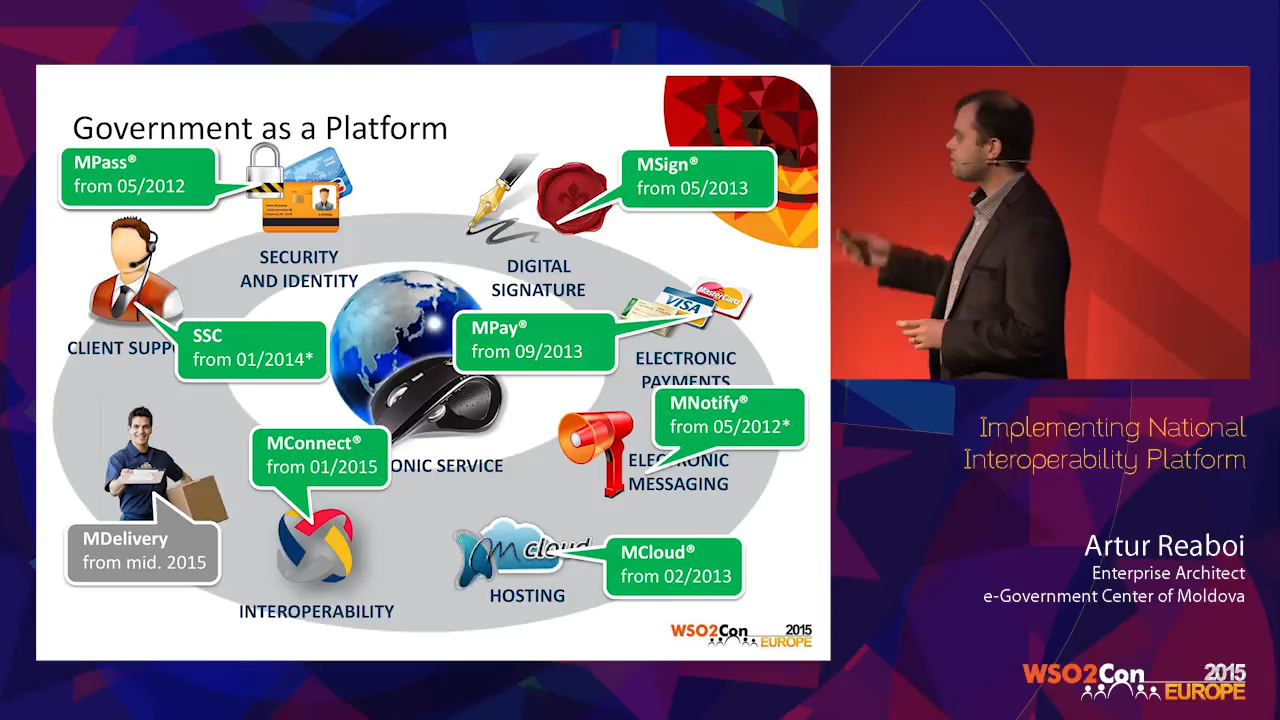 Government as a Platform
MPass®
from 05/2012
MSign®
from 05/2013
SECURITY
AND IDENTITY
DIGITAL
SIGNATURE
VISA
MasterCard
MPay®
from 09/2013
CLIENT SUPP
SSC
from 01/2014*
ELECTRONIC
PAYMENTS
MNotify®
from 05/2012*
MConnect®
from 01/2015
ONIC SERVICE
ELECTRONIC
MESSAGING
MDelivery
from mid. 2015
mcloud
MCloud®
from 02/2013
HOSTING
INTEROPERABILITY
WSO2Con 2015
EUROPE
Implementing National
Interoperability Platform
Artur Reaboi
Enterprise Architect
e-Government Center of Moldova
WSO2Con 2015
EUROPE